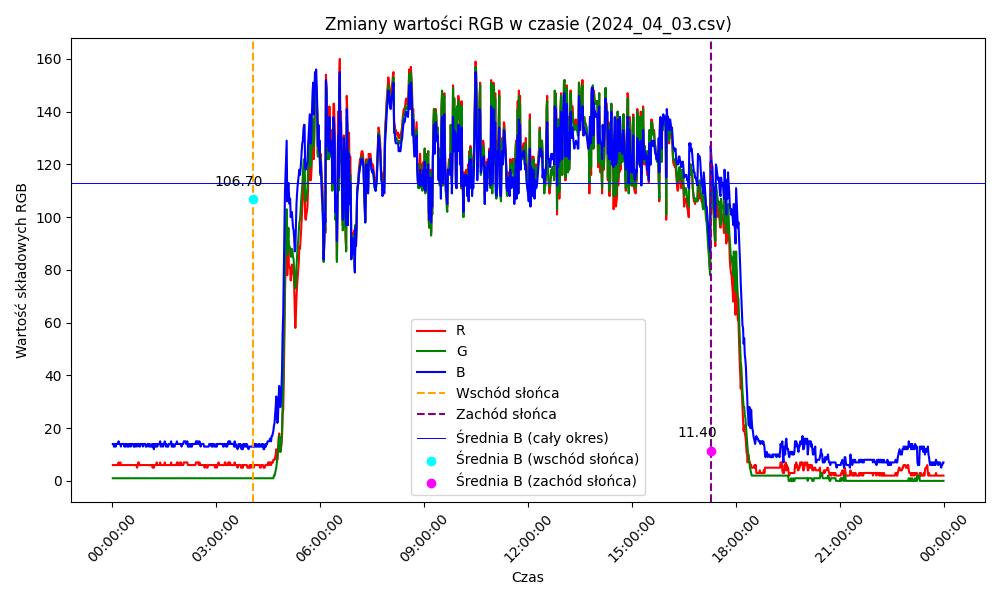 Zmiany wartości RGB w czasie (2024_04_03.csv)
Wartość składowych RGB
160
140
120
100
80
60
40
20
0
106.70
11.40
R
G
B
Wschód słońca
Zachód słońca
Średnia B (cały okres)
Średnia B (wschód słońca)
Średnia B (zachód słońca)
00:00:00
03:00:00
06:00:00
09:00:00
12:00:00
15:00:00
18:00:00
21:00:00
00:00:00
Czas